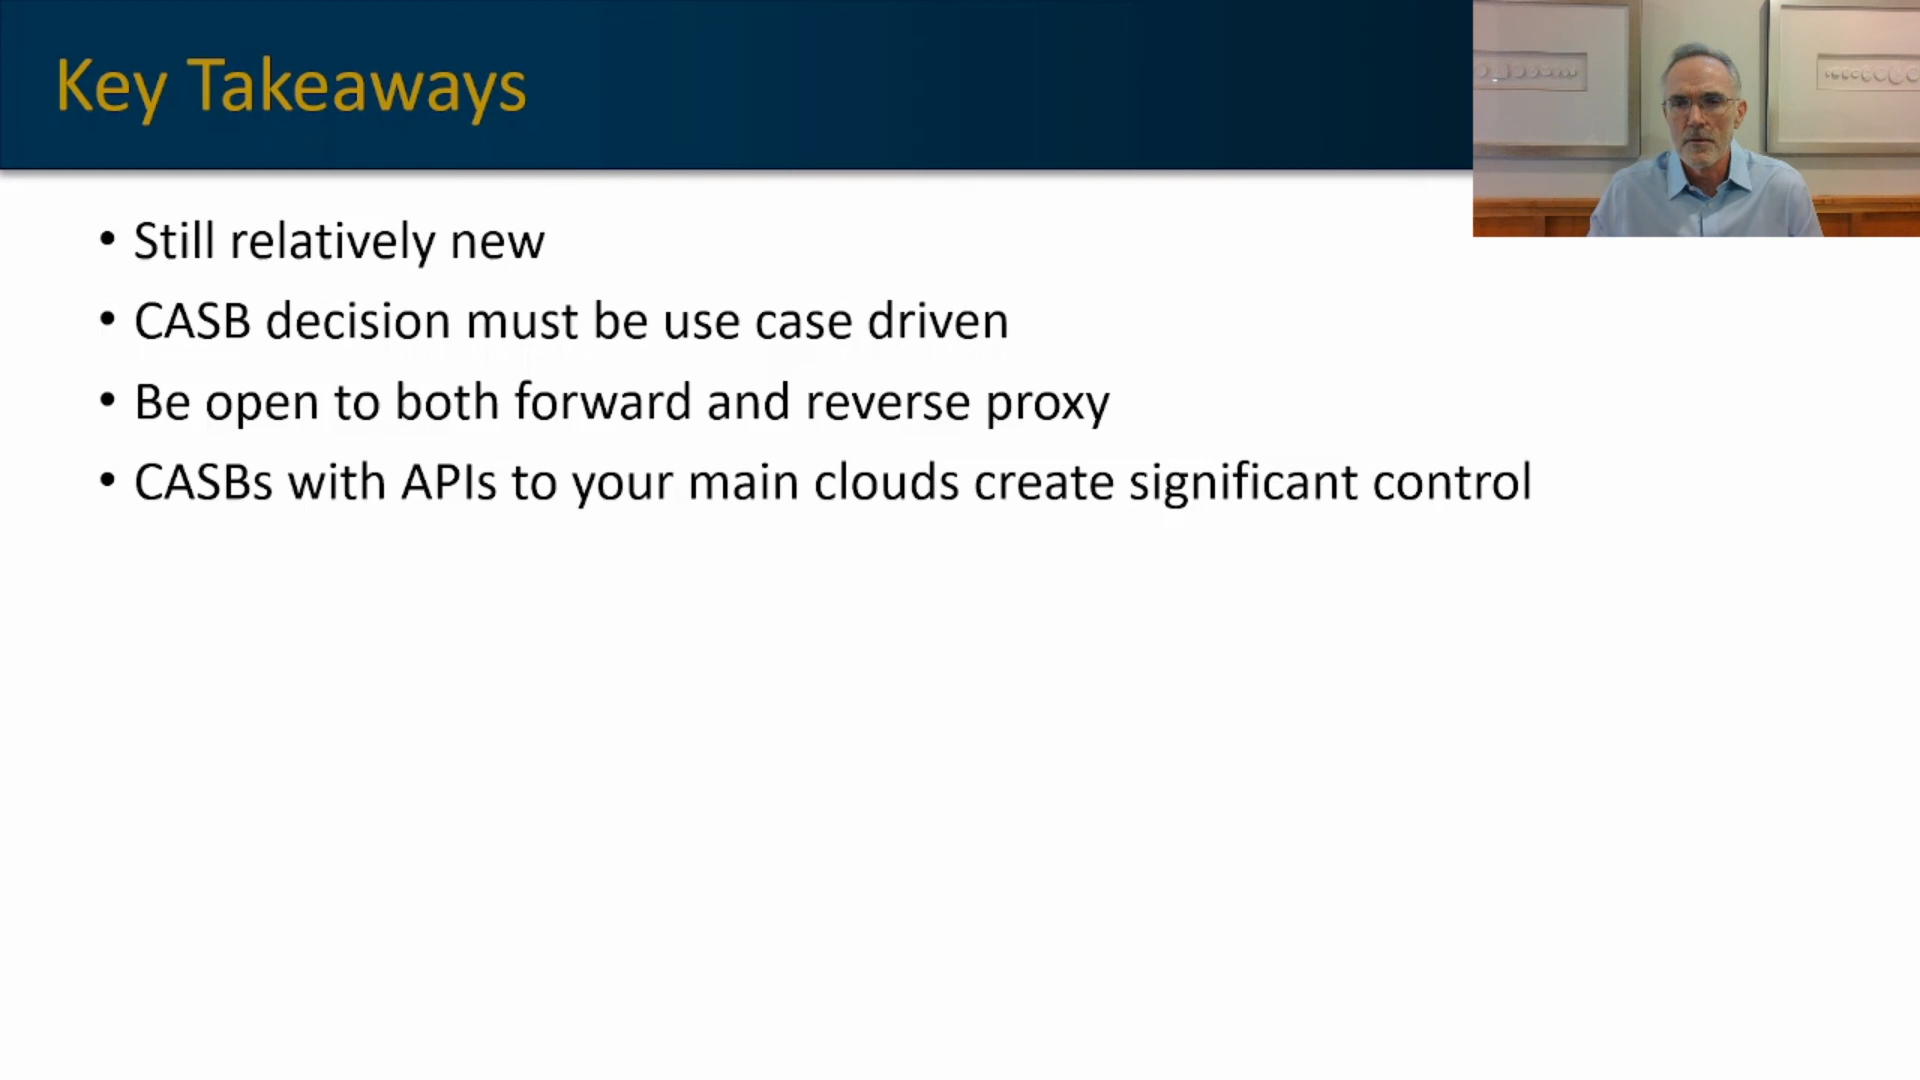 Key Takeaways
• Still relatively new
• CASB decision must be use case driven
• Be open to both forward and reverse proxy
• CASBs with APIs to your main clouds create significant control